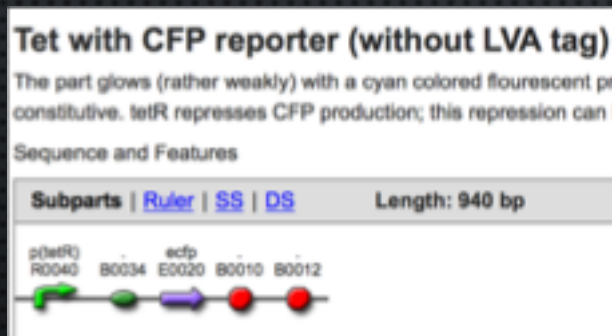 Tet with CFP reporter (without LVA tag)
The part glows (rather weakly) with a cyan colored flourescent pr
constitutive. tetR represses CFP production; this repression can
Sequence and Features
Subparts | Ruler | SS | DS Length: 940 bp
p(tetR) - ecfp - -
R0040 B0034 E0020 B0010 B0012